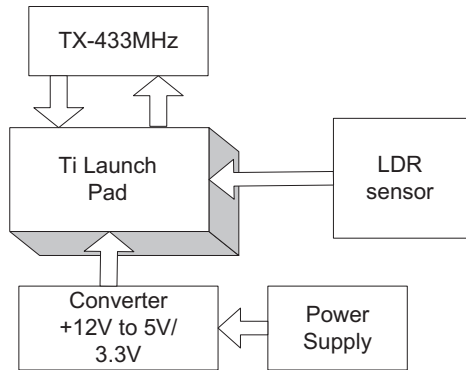 TX-433MHz
Ti Launch
Pad
LDR
sensor
Converter
+12V to 5V/
3.3V
Power
Supply